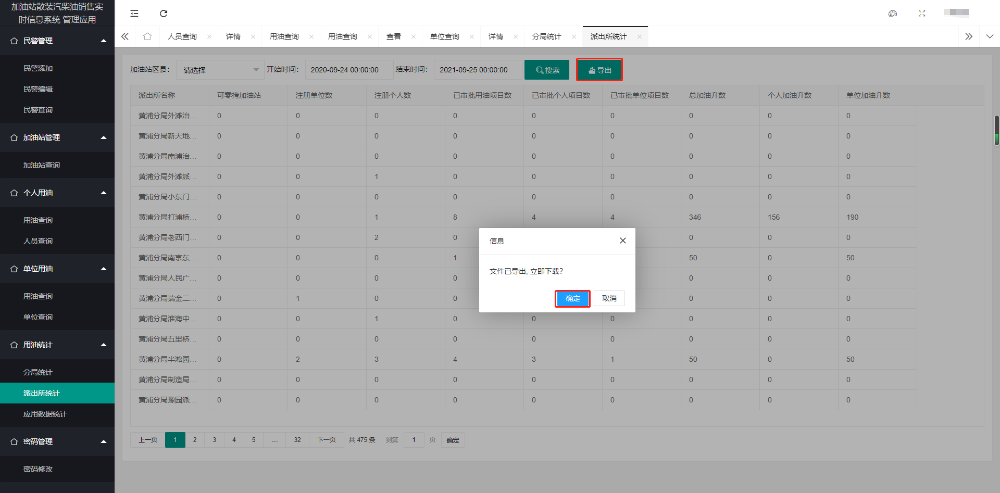 加油站散装汽柴油销售实
时信息系统 管理应用
民警管理
民警添加
民警编辑
民警查询
加油站管理
加油站查询
个人用油
用油查询
人员查询
单位用油
用油查询
单位查询
用油统计
分局统计
派出所统计
应用数据统计
密码管理
密码修改
人员查询 详情 用油查询 用油查询 查看 单位查询 详情 分局统计 派出所统计
加油站区县： 请选择 开始时间： 2020-09-24 00:00:00 结束时间： 2021-09-25 00:00:00 搜索 导出
派出所名称 可零拷加油站 注册单位数 注册个人数 已审批用油项目数 已审批个人项目数 已审批单位项目数 总加油升数 个人加油升数 单位加油升数
黄浦分局外滩治... 0 0 0 0 0 0 0 0 0
黄浦分局新天地... 0 0 0 0 0 0 0 0 0
黄浦分局南浦治... 0 0 0 0 0 0 0 0 0
黄浦分局外滩派... 0 0 1 0 0 0 0 0 0
黄浦分局小东门... 0 0 0 0 0 0 0 0 0
黄浦分局打浦桥... 0 0 1 8 4 4 346 156 190
黄浦分局老西门... 0 0 2 0 0 0 0
黄浦分局南京东... 0 0 0 1 50 0 50
黄浦分局人民广... 0 0 0 0 0 0 0
黄浦分局瑞金二... 0 1 0 0 0 0 0
黄浦分局淮海中... 0 0 1 0 0 0 0 0 0
黄浦分局五里桥... 0 0 0 0 0 0 0 0 0
黄浦分局半淞园... 0 2 3 4 3 1 50 0 50
黄浦分局制造局... 0 0 0 0 0 0 0 0 0
黄浦分局豫园派... 0 0 0 0 0 0 0 0 0
信息
文件已导出, 立即下载?
确定 取消
上一页 1 2 3 4 5 ... 32 下一页 共 475 条 到第 1 页 确定